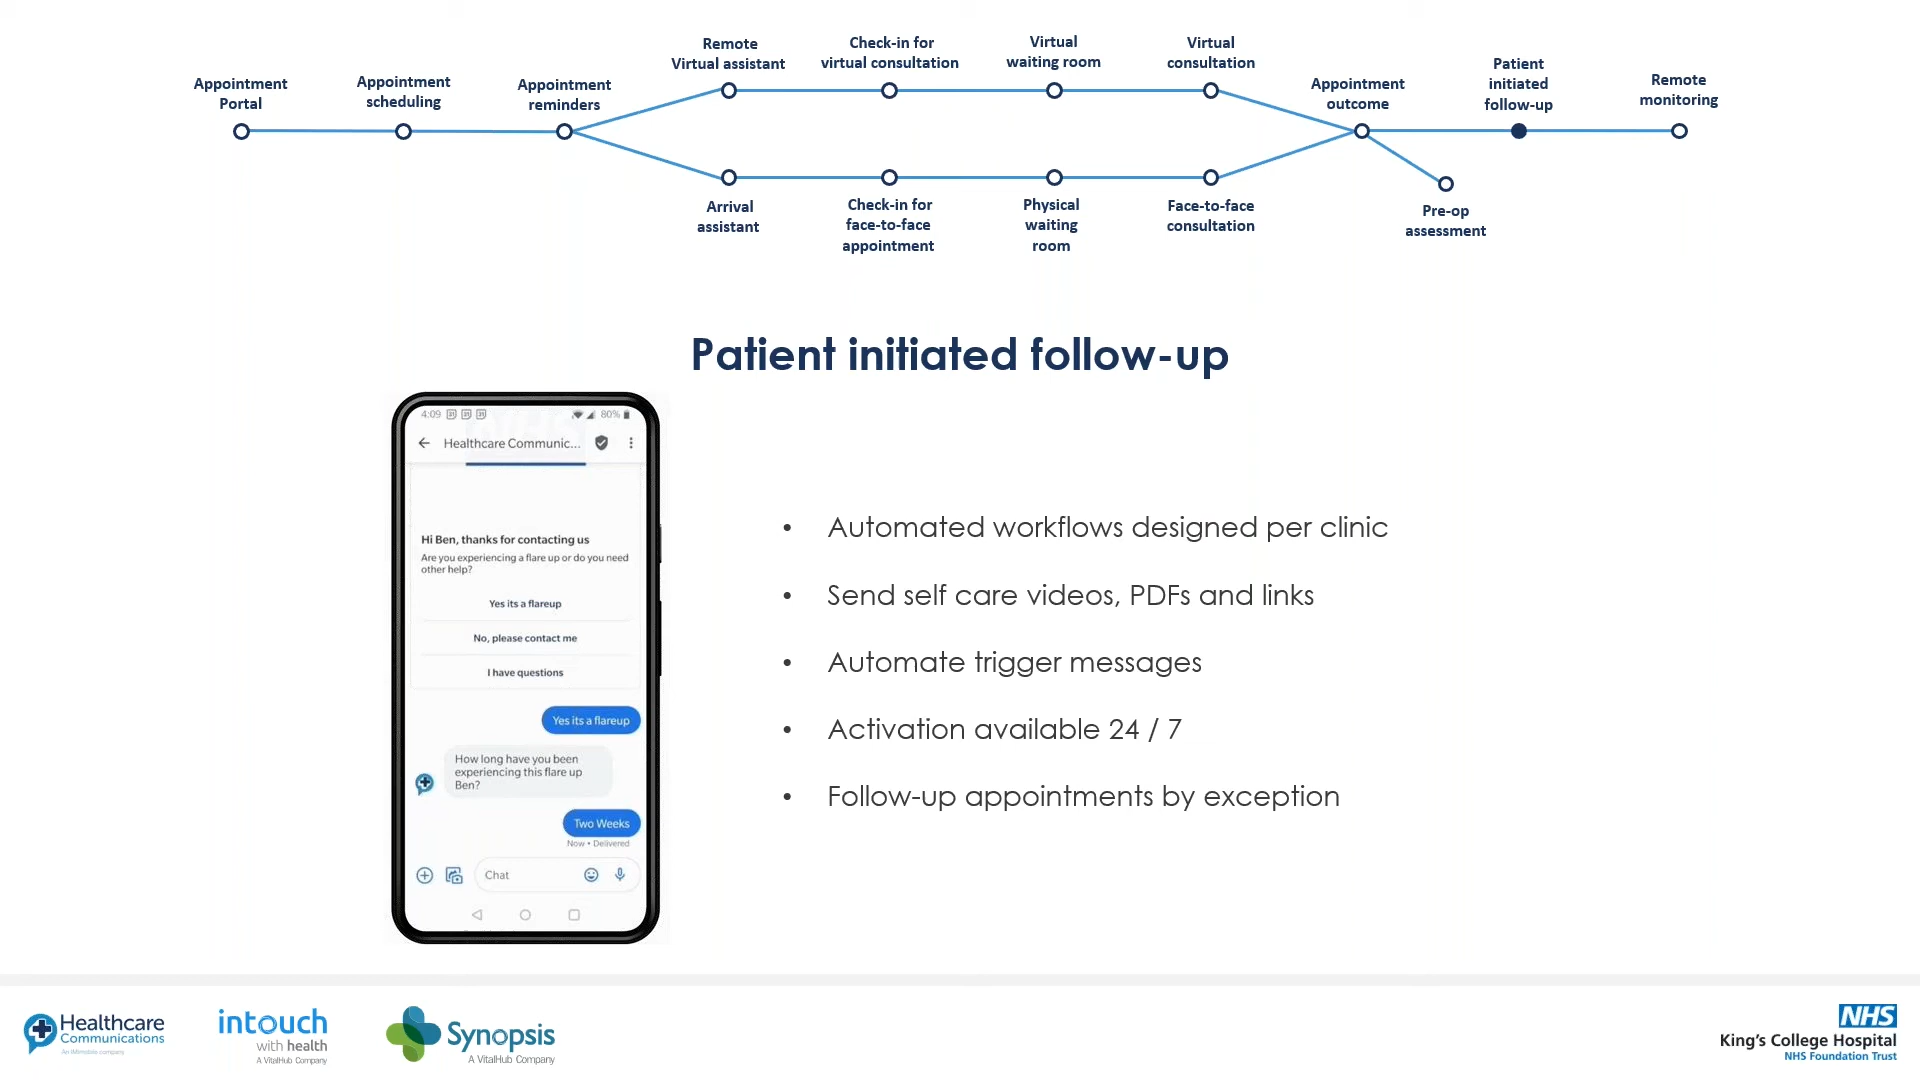 Appointment
Portal
Appointment
scheduling
Appointment
reminders
Remote
Virtual assistant
Check-in for
virtual consultation
Virtual
waiting room
Virtual
consultation
Arrival
assistant
Check-in for
face-to-face
appointment
Physical
waiting
room
Face-to-face
consultation
Appointment
outcome
Patient
initiated
follow-up
Remote
monitoring
Pre-op
assessment
Patient initiated follow-up
4:09 31 31 31 80%
Healthcare Communic...
Hi Ben, thanks for contacting us
Are you experiencing a flare up or do you need
other help?
Yes its a flareup
No, please contact me
I have questions
Yes its a flareup
How long have you been
experiencing this flare up
Ben?
Two Weeks
Now • Delivered
Chat
• Automated workflows designed per clinic
• Send self care videos, PDFs and links
• Automate trigger messages
• Activation available 24 / 7
• Follow-up appointments by exception
Healthcare
Communications
intouch
with health
A VitalHub Company
Synopsis
A VitalHub Company
NHS
King's College Hospital
NHS Foundation Trust